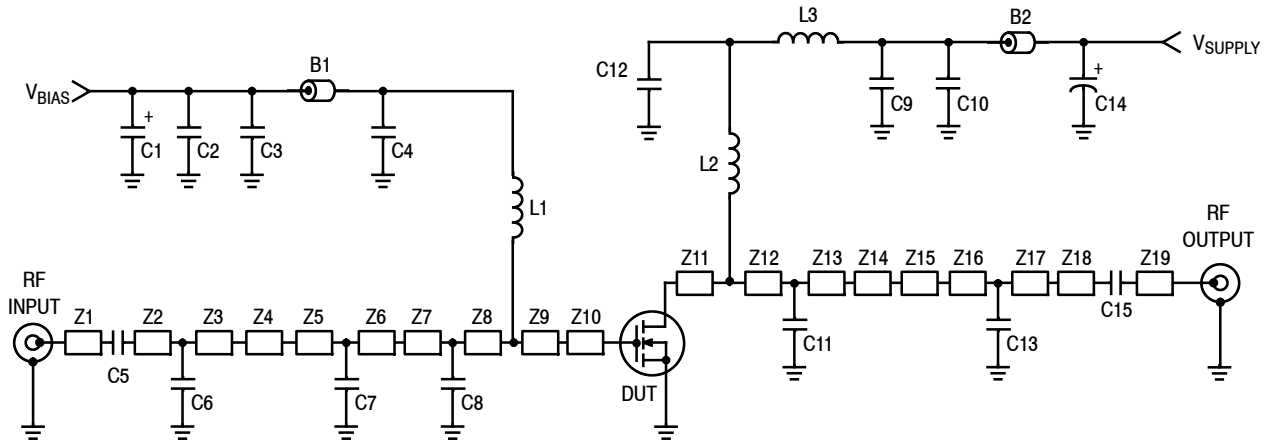 L3
B2
V_SUPPLY
C12
+
C9
C10
C14
B1
V_BIAS
+
C1
C2
C3
C4
L2
L1
RF
INPUT
RF
OUTPUT
Z11
Z12
Z13
Z14
Z15
Z16
Z17
Z18
Z19
C15
C11
C13
Z1
Z2
Z3
Z4
Z5
Z6
Z7
Z8
Z9
Z10
C5
C6
C7
C8
DUT